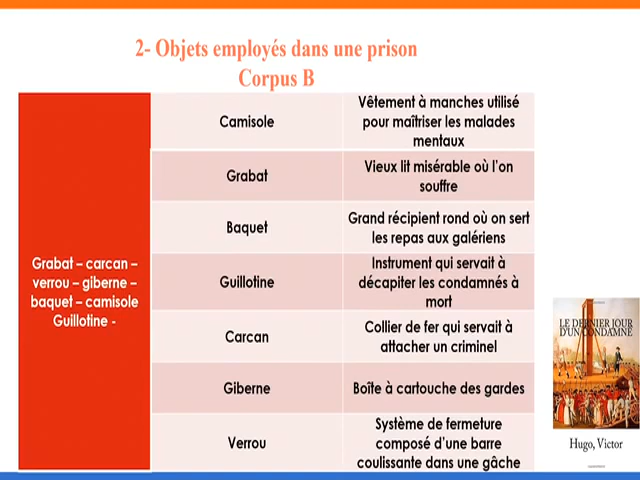 2- Objets employés dans une prison
Corpus B
Grabat – carcan –
verrou – giberne –
baquet – camisole
Guillotine -
Camisole
Vêtement à manches utilisé
pour maîtriser les malades
mentaux
Grabat
Vieux lit misérable où l'on
souffre
Baquet
Grand récipient rond où on sert
les repas aux galériens
Guillotine
Instrument qui servait à
décapiter les condamnés à
mort
Carcan
Collier de fer qui servait à
attacher un criminel
Giberne
Boîte à cartouche des gardes
Verrou
Système de fermeture
composé d'une barre
coulissante dans une gâche
LE DERNIER JOUR
D'UN CONDAMNÉ
Hugo, Victor